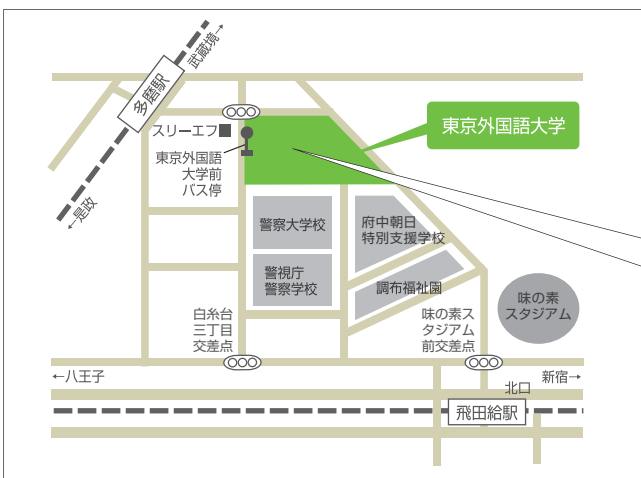 武蔵境→
多磨駅
←是政
スリーエフ
東京外国語
大学前
バス停
東京外国語大学
警察大学校
府中朝日
特別支援学校
警視庁
警察学校
調布福祉園
味の素
スタジアム
白糸台
三丁目
交差点
味の素ス
タジアム
前交差点
←八王子
新宿→
北口
飛田給駅